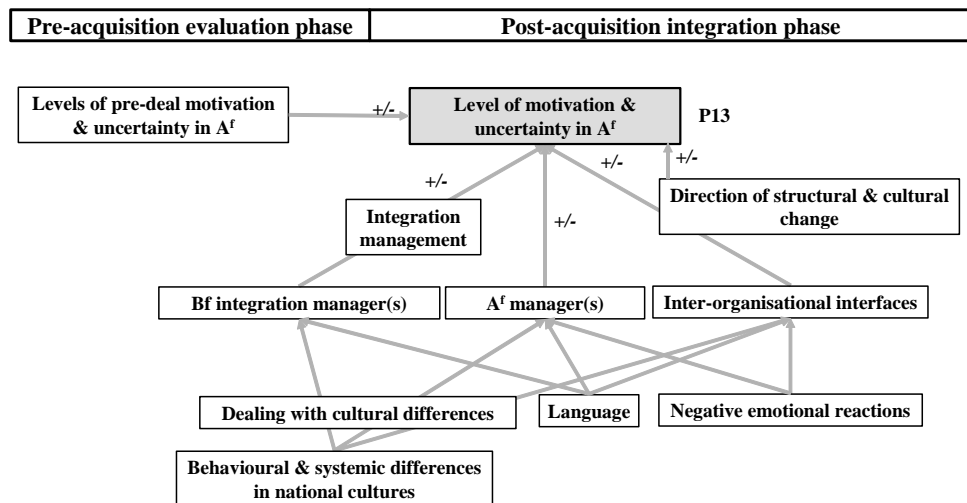 Pre-acquisition evaluation phase
Post-acquisition integration phase
Levels of pre-deal motivation
& uncertainty in Aᶠ
+/-
Level of motivation &
uncertainty in Aᶠ
P13
+/-
+/-
+/-
+/-
Integration
management
Direction of structural & cultural
change
Bf integration manager(s)
Aᶠ manager(s)
Inter-organisational interfaces
Dealing with cultural differences
Language
Negative emotional reactions
Behavioural & systemic differences
in national cultures